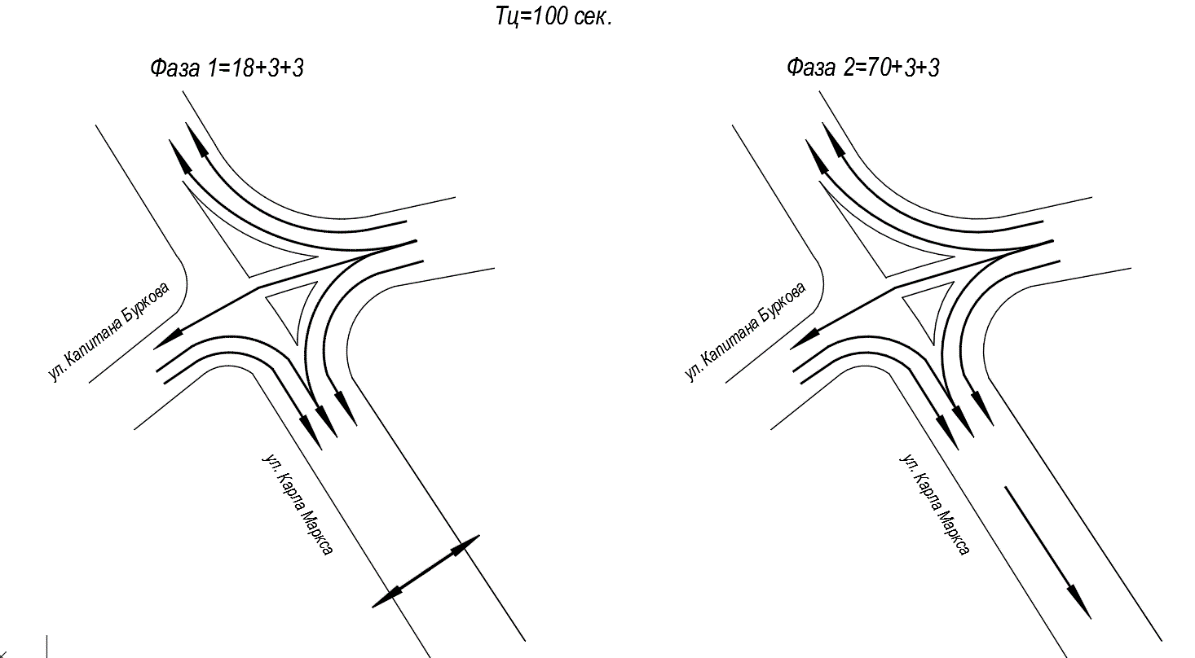 Тц=100 сек.
Фаза 1=18+3+3
Фаза 2=70+3+3
ул. Капитана Буркова
ул. Карла Маркса
ул. Капитана Буркова
ул. Карла Маркса